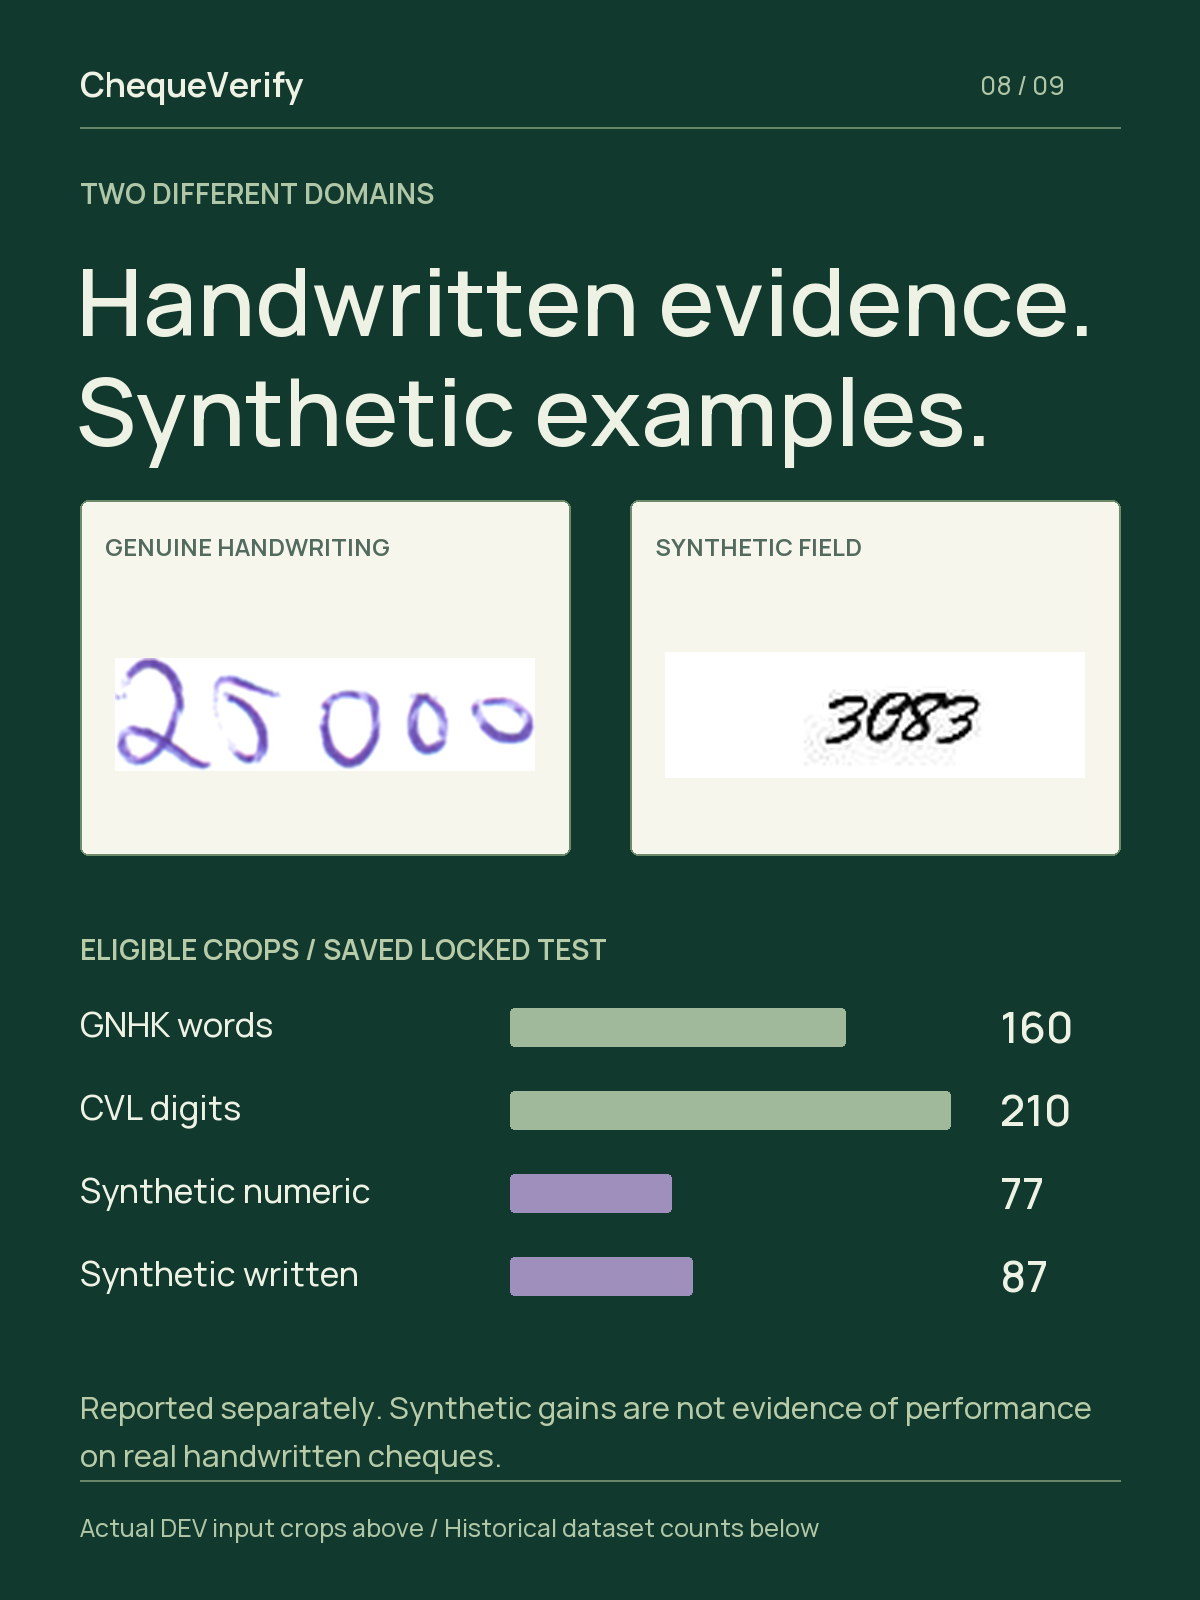 ChequeVerify
08 / 09
TWO DIFFERENT DOMAINS
Handwritten evidence.
Synthetic examples.
GENUINE HANDWRITING
SYNTHETIC FIELD
25000
3083
ELIGIBLE CROPS / SAVED LOCKED TEST
GNHK words 160
CVL digits 210
Synthetic numeric 77
Synthetic written 87
Reported separately. Synthetic gains are not evidence of performance
on real handwritten cheques.
Actual DEV input crops above / Historical dataset counts below